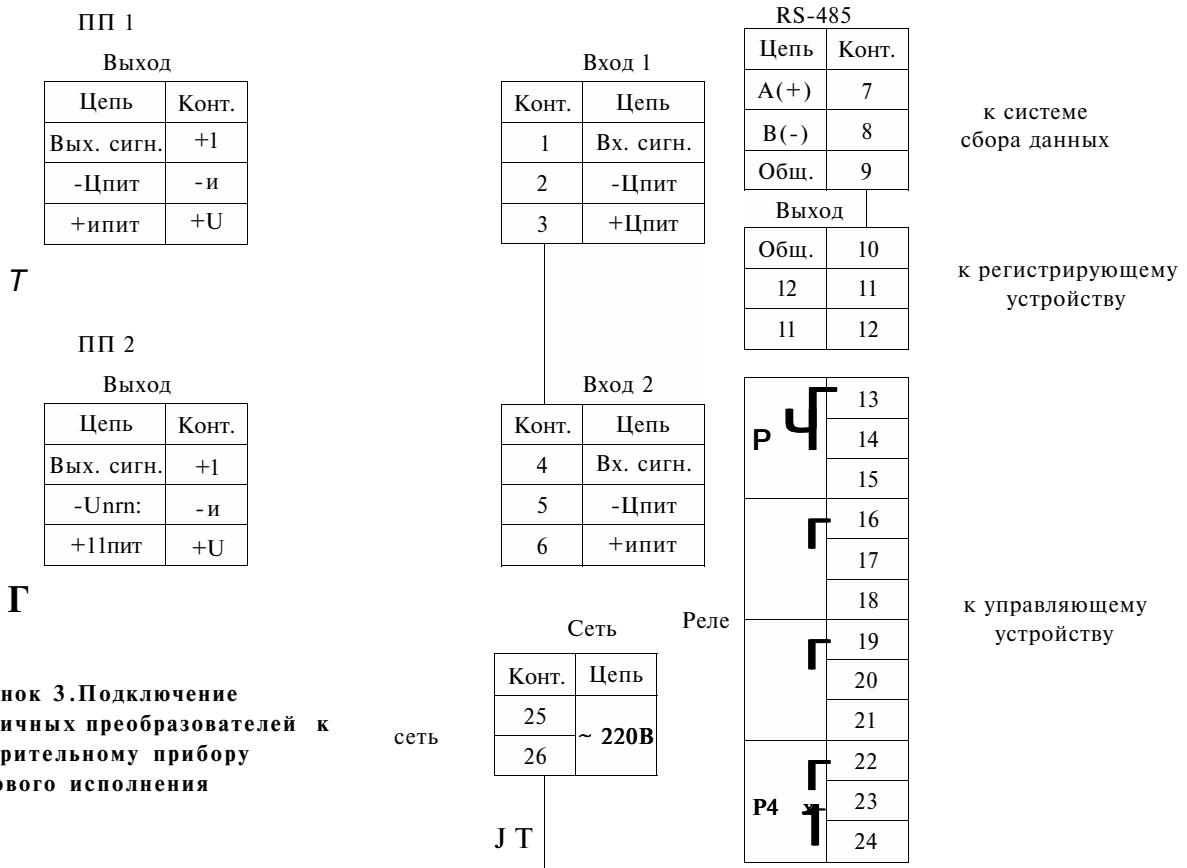 ПП 1
Выход
Цепь Конт.
Вых. сигн. +1
-Цпит -и
+ипит +U
Т
ПП 2
Выход
Цепь Конт.
Вых. сигн. +1
-Unrn: -и
+11пит +U
Г
нок 3.Подключение
ичных преобразователей к
рительному прибору
ового исполнения
Вход 1
Конт. Цепь
1 Вх. сигн.
2 -Цпит
3 +Цпит
Вход 2
Конт. Цепь
4 Вх. сигн.
5 -Цпит
6 +ипит
Сеть
Конт. Цепь
25
26
~ 220В
сеть
J T
RS-485
Цепь Конт.
А(+) 7
В(-) 8
Общ. 9
к системе
сбора данных
Выход
Общ. 10
12 11
11 12
к регистрирующему
устройству
Реле
Р Ч Г
13
14
15
Г 16
17
18
Г 19
20
21
Г 22
Р4 х- 23
24
к управляющему
устройству